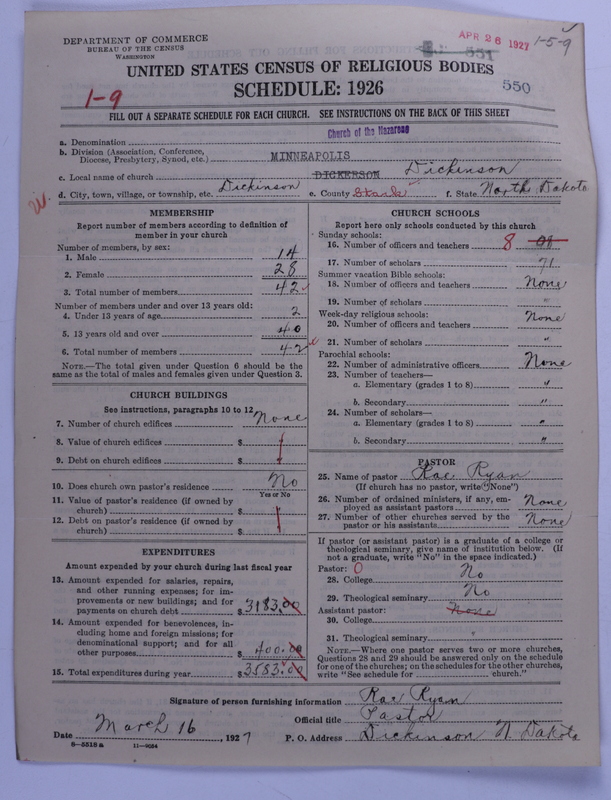 DEPARTMENT OF COMMERCE
BUREAU OF THE CENSUS
WASHINGTON
APR 26 1927
1-5-9
551
UNITED STATES CENSUS OF RELIGIOUS BODIES
SCHEDULE: 1926
550
1-9
FILL OUT A SEPARATE SCHEDULE FOR EACH CHURCH. SEE INSTRUCTIONS ON THE BACK OF THIS SHEET
a. Denomination Church of the Nazarene
b. Division (Association, Conference, Diocese, Presbytery, Synod, etc.) MINNEAPOLIS
c. Local name of church DICKERSON Dickinson
d. City, town, village, or township, etc. Dickinson e. County Stark f. State North Dakota
MEMBERSHIP
Report number of members according to definition of
member in your church
Number of members, by sex:
1. Male 14
2. Female 28
3. Total number of members 42
Number of members under and over 13 years old:
4. Under 13 years of age 2
5. 13 years old and over 40
6. Total number of members 42
NOTE.—The total given under Question 6 should be
same as the total of males and females given under Question 3.
CHURCH BUILDINGS
See instructions, paragraphs 10 to 12
7. Number of church edifices None
8. Value of church edifices $
9. Debt on church edifices $
10. Does church own pastor's residence No
Yes or No
11. Value of pastor's residence (if owned by
church) $
12. Debt on pastor's residence (if owned by
church) $
EXPENDITURES
Amount expended by your church during last fiscal year
13. Amount expended for salaries, repairs,
and other running expenses; for im-
provements or new buildings; and for
payments on church debt $ 3183.00
14. Amount expended for benevolences, in-
cluding home and foreign missions; for
denominational support; and for all
other purposes $ 400.00
15. Total expenditures during year $ 3583.00
CHURCH SCHOOLS
Report here only schools conducted by this church
Sunday schools:
16. Number of officers and teachers 8 08
17. Number of scholars 71
Summer vacation Bible schools:
18. Number of officers and teachers None
19. Number of scholars "
Week-day religious schools:
20. Number of officers and teachers None
21. Number of scholars "
Parochial schools:
22. Number of administrative officers None
23. Number of teachers—
a. Elementary (grades 1 to 8) "
b. Secondary "
24. Number of scholars—
a. Elementary (grades 1 to 8) "
b. Secondary "
PASTOR
25. Name of pastor Rae Ryan
(If church has no pastor, write "None")
26. Number of ordained ministers, if any, em-
ployed as assistant pastors None
27. Number of other churches served by the
pastor or his assistants None
If pastor (or assistant pastor) is a graduate of a college or
theological seminary, give name of institution below. (If
not a graduate, write "No" in the space indicated.)
Pastor: 0
28. College No
29. Theological seminary No
Assistant pastor: None
30. College
31. Theological seminary
NOTE.—Where one pastor serves two or more churches,
Questions 28 and 29 should be answered only on the schedule
for one of the churches; on the schedules for the other churches,
write "See schedule for church."
Signature of person furnishing information Rae Ryan
Official title Pastor
Date March 16, 1927 P. O. Address Dickinson N. Dakota
8—5518 a 11—9084